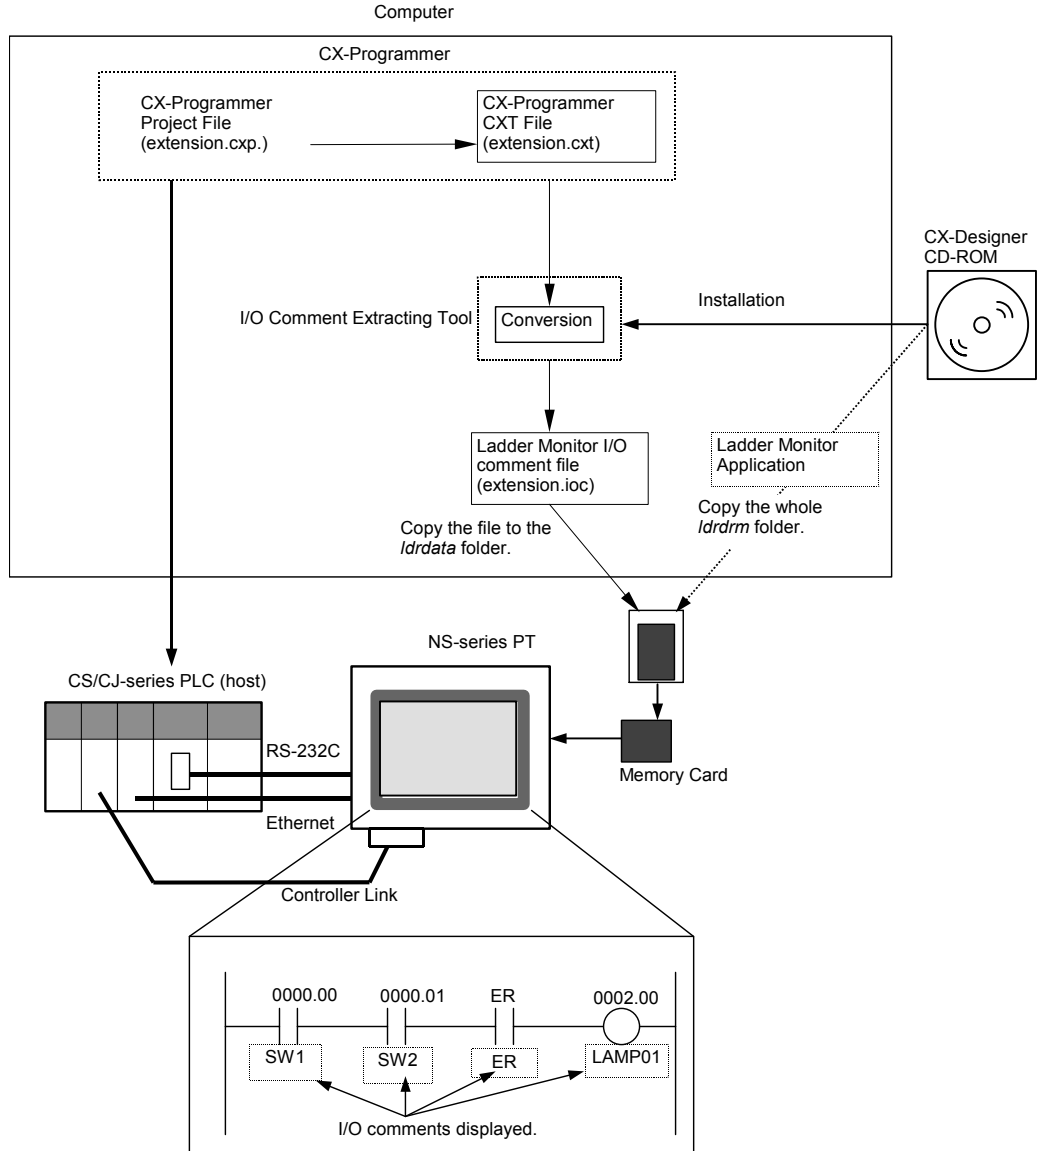 Computer
CX-Programmer
CX-Programmer
Project File
(extension.cxp.)
CX-Programmer
CXT File
(extension.cxt)
CX-Designer
CD-ROM
Installation
I/O Comment Extracting Tool
Conversion
Ladder Monitor I/O
comment file
(extension.ioc)
Ladder Monitor
Application
Copy the file to the
ldrdata folder.
Copy the whole
ldrdrm folder.
NS-series PT
CS/CJ-series PLC (host)
RS-232C
Memory Card
Ethernet
Controller Link
0000.00
0000.01
ER
0002.00
SW1
SW2
ER
LAMP01
I/O comments displayed.